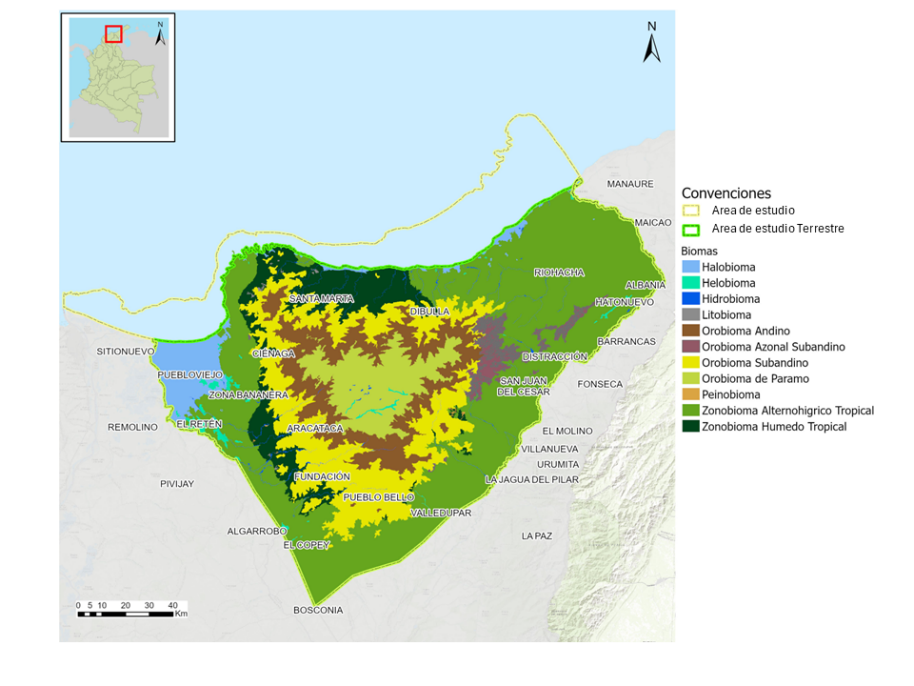 N
N
MANAURE
MAICAO
RIOHACHA
ALBANIA
HATONUEVO
SANTA MARTA
DIBULLA
BARRANCAS
SITIONUEVO
CIÉNAGA
DISTRACCIÓN
PUEBLOVIEJO
SAN JUAN
DEL CESAR
FONSECA
ZONA BANANERA
REMOLINO
EL RETÉN
ARACATACA
EL MOLINO
VILLANUEVA
URUMITA
FUNDACIÓN
LA JAGUA DEL PILAR
PIVIJAY
PUEBLO BELLO
VALLEDUPAR
ALGARROBO
LA PAZ
EL COPEY
BOSCONIA
0 5 10 20 30 40
Km
Convenciones
Area de estudio
Area de estudio Terrestre
Biomas
Halobioma
Helobioma
Hidrobioma
Litobioma
Orobioma Andino
Orobioma Azonal Subandino
Orobioma Subandino
Orobioma de Paramo
Peinobioma
Zonobioma Alternohigrico Tropical
Zonobioma Humedo Tropical